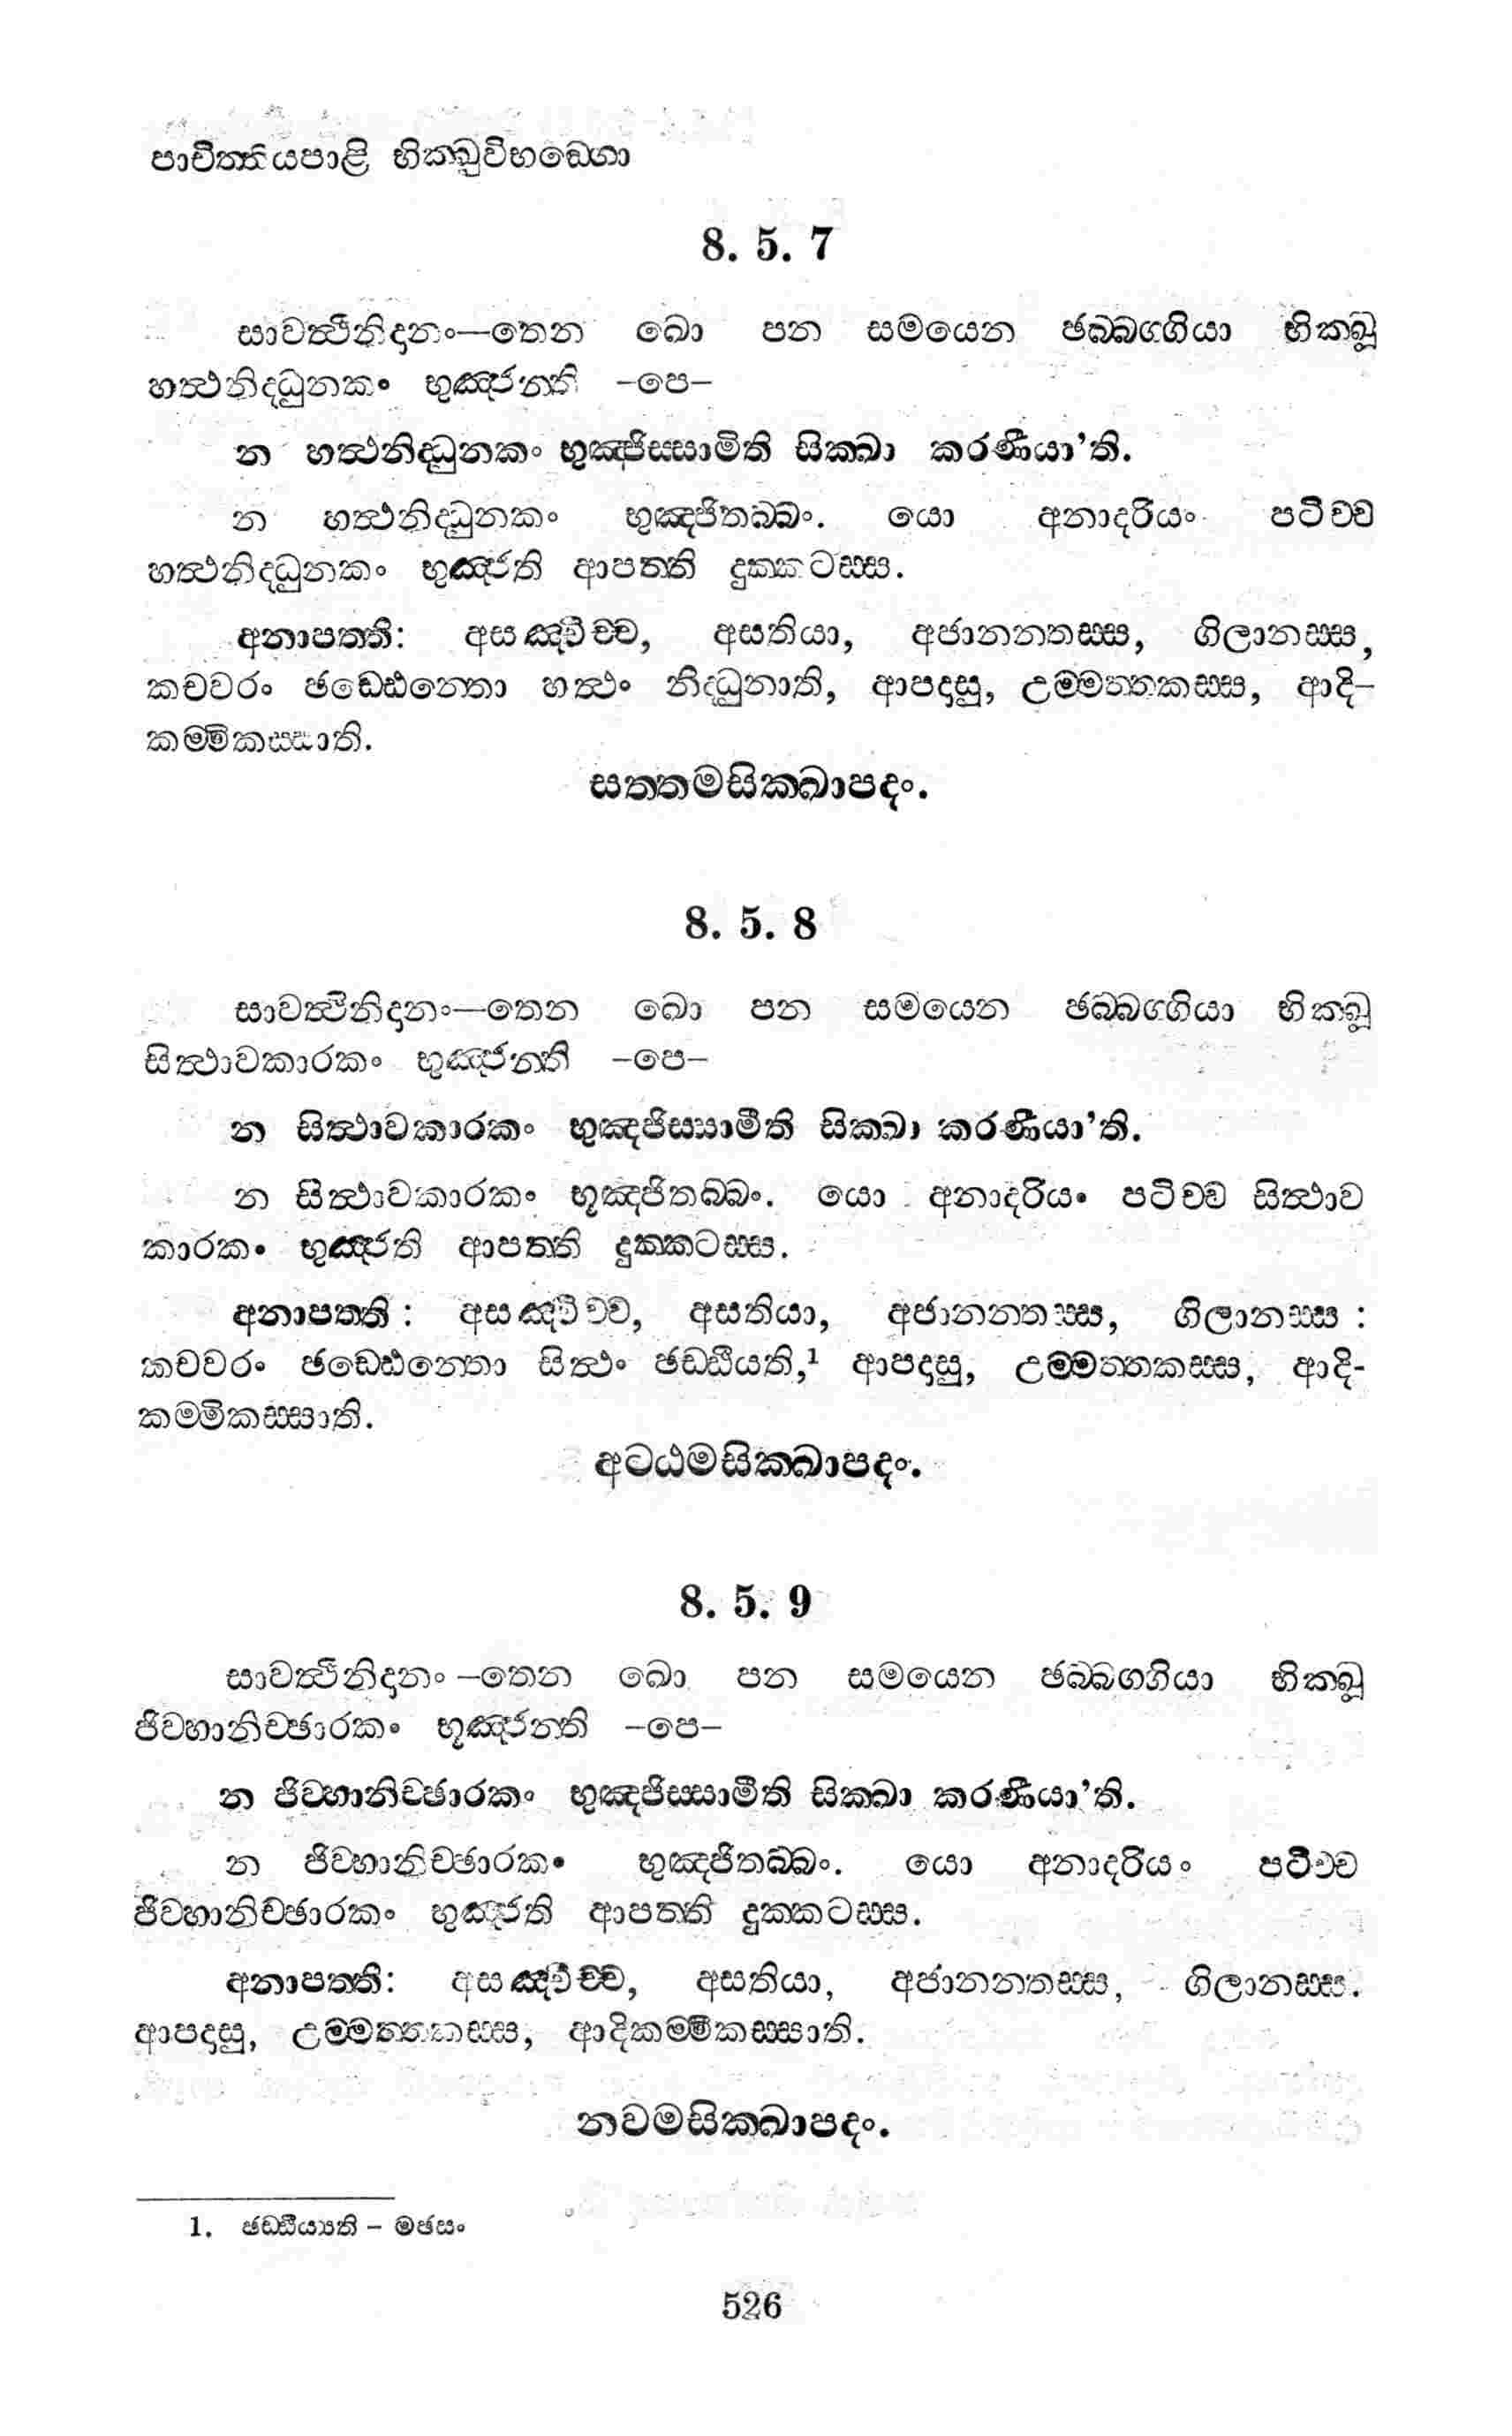 පාචිත්තියපාළි භික්ඛුවිභඞ්ගො
8. 5. 7
සාවත්ථිනිදානං—තෙන ඛො පන සමයෙන ඡබ්බග්ගියා භික්ඛූ
හත්ථනිද්ධුනකං භුඤ්ජන්ති –පෙ–
න හත්ථනිද්ධුනකං භුඤ්ජිස්සාමිති සික්ඛා කරණීයා’ති.
න හත්ථනිද්ධුනකං භුඤ්ජිතබ්බං. යො අනාදරියං පටිච්ච
හත්ථනිද්ධුනකං භුඤ්ජති ආපත්ති දුක්කටස්ස.
අනාපත්ති: අසඤ්චිච්ච, අසතියා, අජානන්තස්ස, ගිලානස්ස,
කචවරං ඡඩ්ඩෙන්තො හත්ථං නිද්ධුනාති, ආපදාසු, උම්මත්තකස්ස, ආදි–
කම්මිකස්සාති.
සත්තමසික්ඛාපදං.
8. 5. 8
සාවත්ථිනිදානං—තෙන ඛො පන සමයෙන ඡබ්බග්ගියා භික්ඛූ
සිත්ථාවකාරකං භුඤ්ජන්ති –පෙ–
න සිත්ථාවකාරකං භුඤ්ජිස්සාමීති සික්ඛා කරණීයා’ති.
න සිත්ථාවකාරකං භූඤ්ජිතබ්බං. යො අනාදරියං පටිච්ච සිත්ථාව
කාරකං භුඤ්ජති ආපත්ති දුක්කටස්ස.
අනාපත්ති : අසඤ්චිච්ච, අසතියා, අජානන්තස්ස, ගිලානස්ස :
කචවරං ඡඩ්ඩෙන්තො සිත්ථං ඡඩ්ඩීයති,¹ ආපදාසු, උම්මත්තකස්ස, ආදි-
කම්මිකස්සාති.
අට්ඨමසික්ඛාපදං.
8. 5. 9
සාවත්ථිනිදානං –තෙන ඛො පන සමයෙන ඡබ්බග්ගියා භික්ඛූ
ජිව්හානිච්ඡාරකං භූඤ්ජන්ති –පෙ–
න ජිව්හානිච්ඡාරකං භුඤ්ජිස්සාමීති සික්ඛා කරණීයා’ති.
න ජිව්හානිච්ඡාරකං භුඤ්ජිතබ්බං. යො අනාදරියං පටිච්ච
ජිව්හානිච්ඡාරකං භුඤ්ජති ආපත්ති දුක්කටස්ස.
අනාපත්ති: අසඤ්චිච්ච, අසතියා, අජානන්තස්ස, ගිලානස්ස.
ආපදාසු, උම්මත්තකස්ස, ආදිකම්මිකස්සාති.
නවමසික්ඛාපදං.
1. ඡඩ්ඩීය්‍යති – මඡසං
526